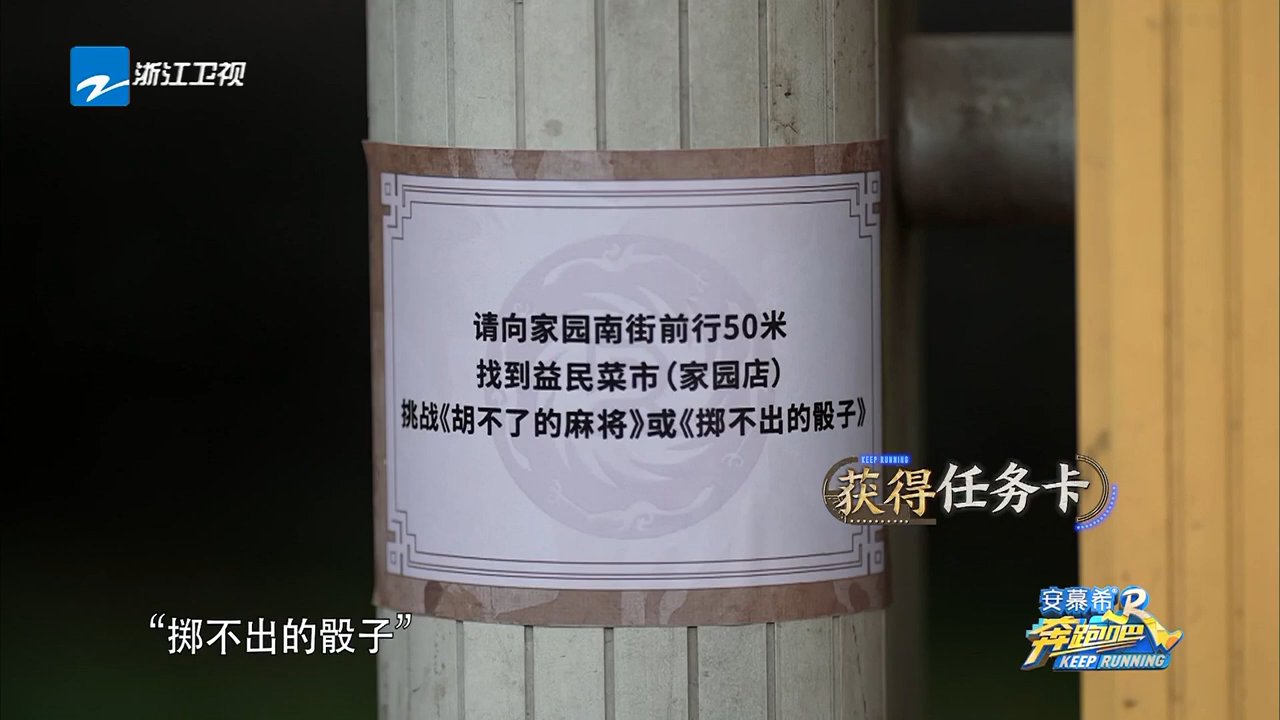 浙江卫视
请向家园南街前行50米
找到益民菜市(家园店)
挑战《胡不了的麻将》或《掷不出的骰子》
KEEP RUNNING
获得任务卡
“掷不出的骰子”
安慕希
奔跑吧
KEEP RUNNING